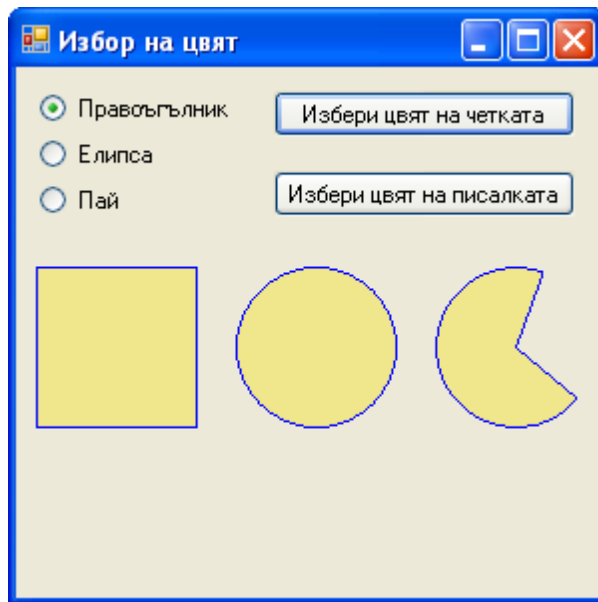 Избор на цвят
Правоъгълник
Избери цвят на четката
Елипса
Избери цвят на писалката
Пай